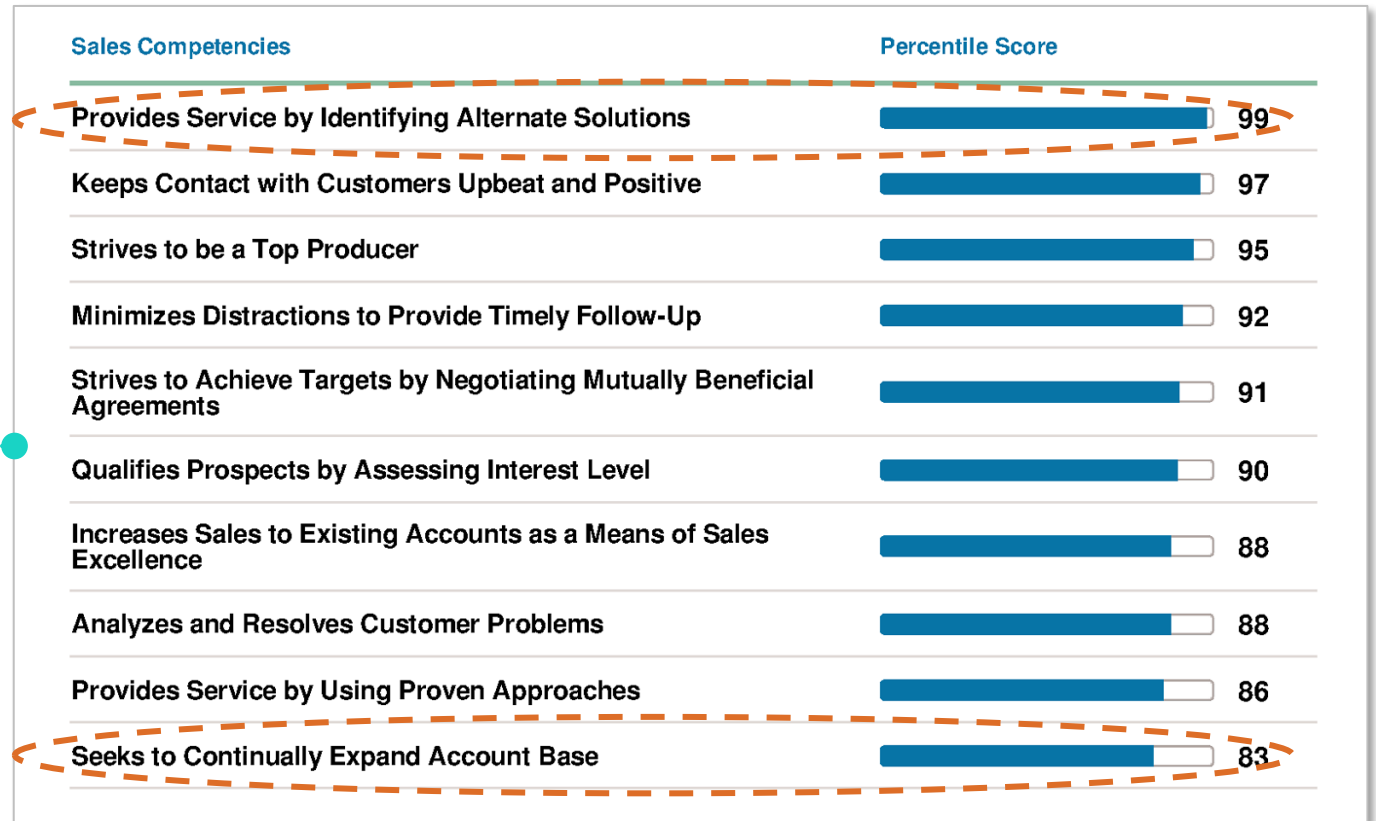 Sales Competencies Percentile Score
Provides Service by Identifying Alternate Solutions 99
Keeps Contact with Customers Upbeat and Positive 97
Strives to be a Top Producer 95
Minimizes Distractions to Provide Timely Follow-Up 92
Strives to Achieve Targets by Negotiating Mutually Beneficial
Agreements 91
Qualifies Prospects by Assessing Interest Level 90
Increases Sales to Existing Accounts as a Means of Sales
Excellence 88
Analyzes and Resolves Customer Problems 88
Provides Service by Using Proven Approaches 86
Seeks to Continually Expand Account Base 83